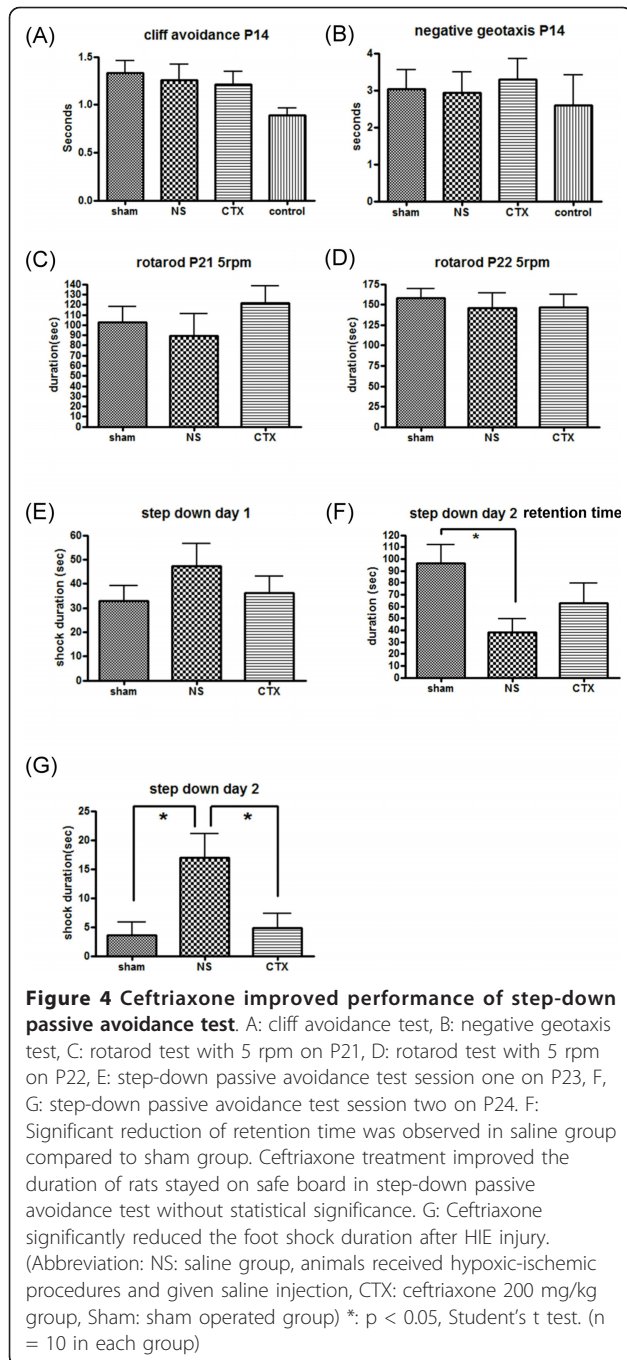 (A)
cliff avoidance P14
Seconds
1.5
1.0
0.5
0.0
sham NS CTX control
(B)
negative geotaxis P14
seconds
4
3
2
1
0
sham NS CTX control
(C)
rotarod P21 5rpm
duration(sec)
140
130
120
110
100
90
80
70
60
50
40
30
20
10
0
sham NS CTX
(D)
rotarod P22 5rpm
duration(sec)
175
150
125
100
75
50
25
0
sham NS CTX
(E)
step down day 1
shock duration (sec)
60
50
40
30
20
10
0
sham NS CTX
(F)
step down day 2 retention time
duration (sec)
120
110
100
90
80
70
60
50
40
30
20
10
0
*
sham NS CTX
(G)
step down day 2
shock duration(sec)
25
20
15
10
5
0
* *
sham NS CTX
Figure 4 Ceftriaxone improved performance of step-down
passive avoidance test. A: cliff avoidance test, B: negative geotaxis
test, C: rotarod test with 5 rpm on P21, D: rotarod test with 5 rpm
on P22, E: step-down passive avoidance test session one on P23, F,
G: step-down passive avoidance test session two on P24. F:
Significant reduction of retention time was observed in saline group
compared to sham group. Ceftriaxone treatment improved the
duration of rats stayed on safe board in step-down passive
avoidance test without statistical significance. G: Ceftriaxone
significantly reduced the foot shock duration after HIE injury.
(Abbreviation: NS: saline group, animals received hypoxic-ischemic
procedures and given saline injection, CTX: ceftriaxone 200 mg/kg
group, Sham: sham operated group) *: p < 0.05, Student's t test. (n
= 10 in each group)